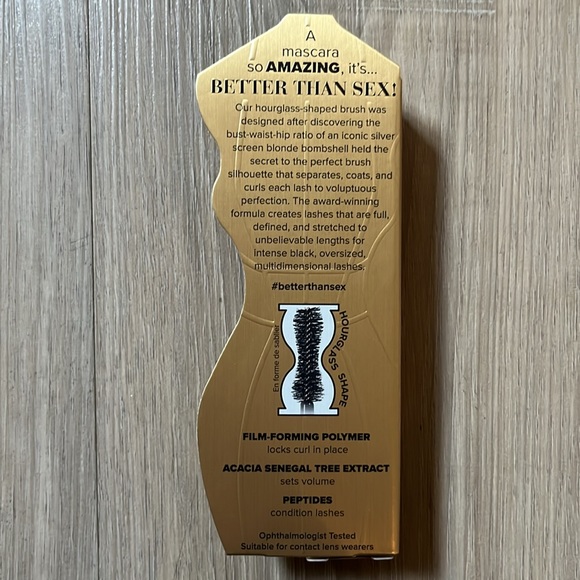 A
mascara
so AMAZING, it's...
BETTER THAN SEX!
Our hourglass-shaped brush was
designed after discovering the
bust-waist-hip ratio of an iconic silver
screen blonde bombshell held the
secret to the perfect brush
silhouette that separates, coats, and
curls each lash to voluptuous
perfection. The award-winning
formula creates lashes that are full,
defined, and stretched to
unbelievable lengths for
intense black, oversized,
multidimensional lashes.
#betterthansex
En forme de sablier
HOURGLASS SHAPE
FILM-FORMING POLYMER
locks curl in place
ACACIA SENEGAL TREE EXTRACT
sets volume
PEPTIDES
condition lashes
Ophthalmologist Tested
Suitable for contact lens wearers